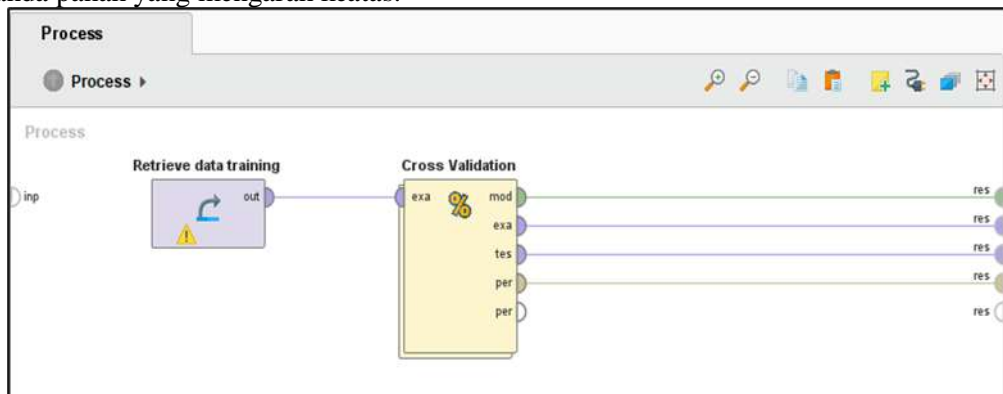 Process
Process
Process
Retrieve data training
Cross Validation
inp
out
exa
mod
exa
tes
per
per
res
res
res
res
res